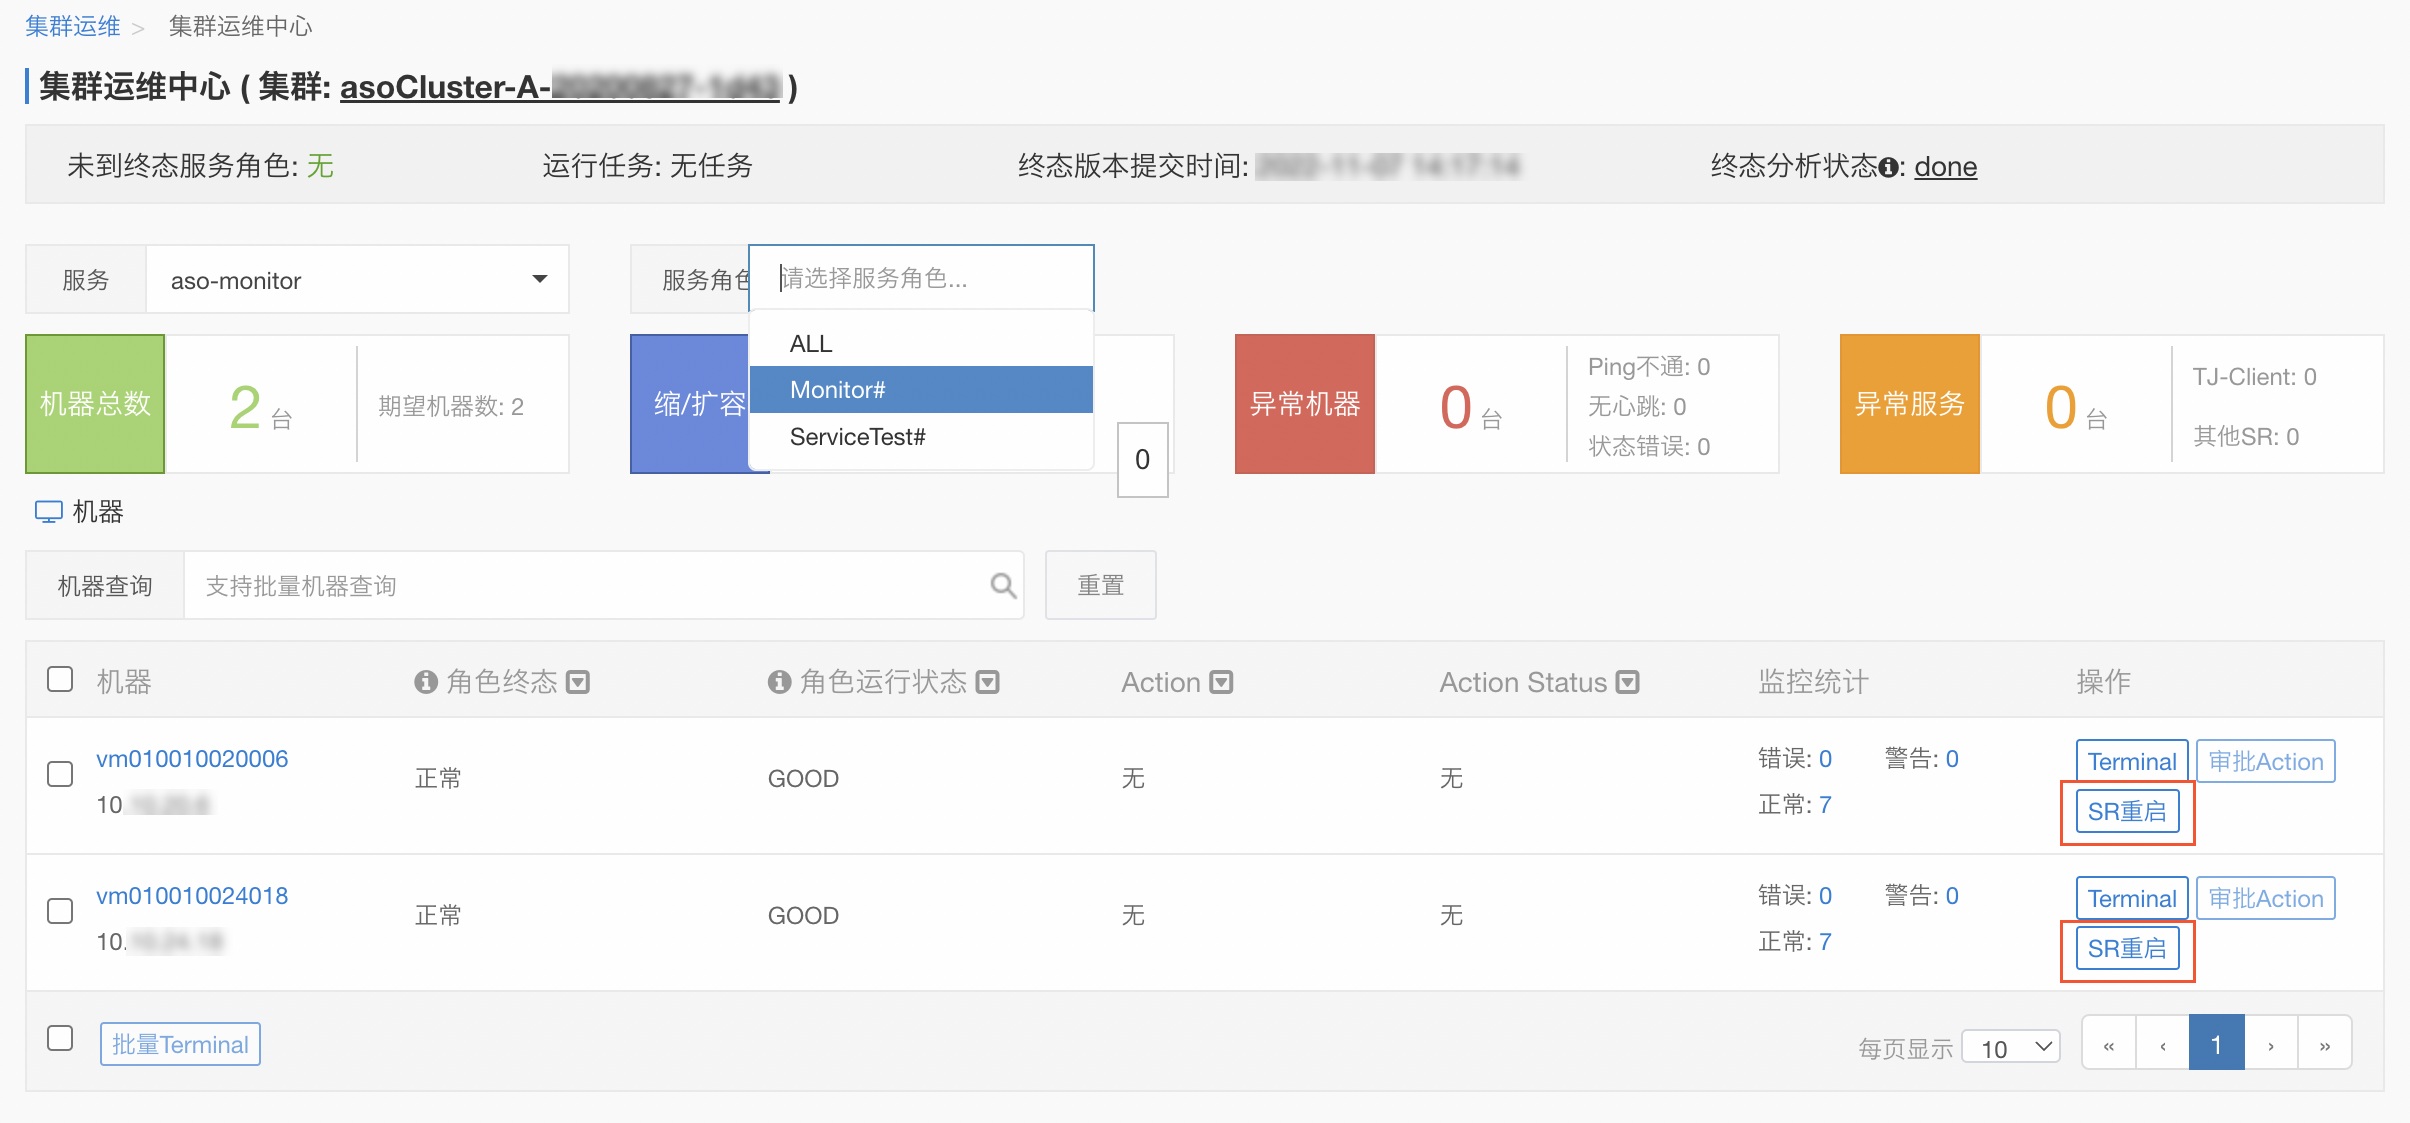 集群运维 > 集群运维中心
集群运维中心 ( 集群: asoCluster-A- )
未到终态服务角色: 无
运行任务: 无任务
终态版本提交时间:
终态分析状态: done
服务 aso-monitor
服务角色 请选择服务角色...
ALL
Monitor#
ServiceTest#
机器总数 2 台 期望机器数: 2
缩/扩容
0
异常机器 0 台
Ping不通: 0
无心跳: 0
状态错误: 0
异常服务 0 台
TJ-Client: 0
其他SR: 0
机器
机器查询 支持批量机器查询 重置
机器 角色终态 角色运行状态 Action Action Status 监控统计 操作
vm010010020006 正常 GOOD 无 无 错误: 0 警告: 0 Terminal 审批Action
10. 正常: 7 SR重启
vm010010024018 正常 GOOD 无 无 错误: 0 警告: 0 Terminal 审批Action
10. 正常: 7 SR重启
批量Terminal 每页显示 10 « ‹ 1 › »